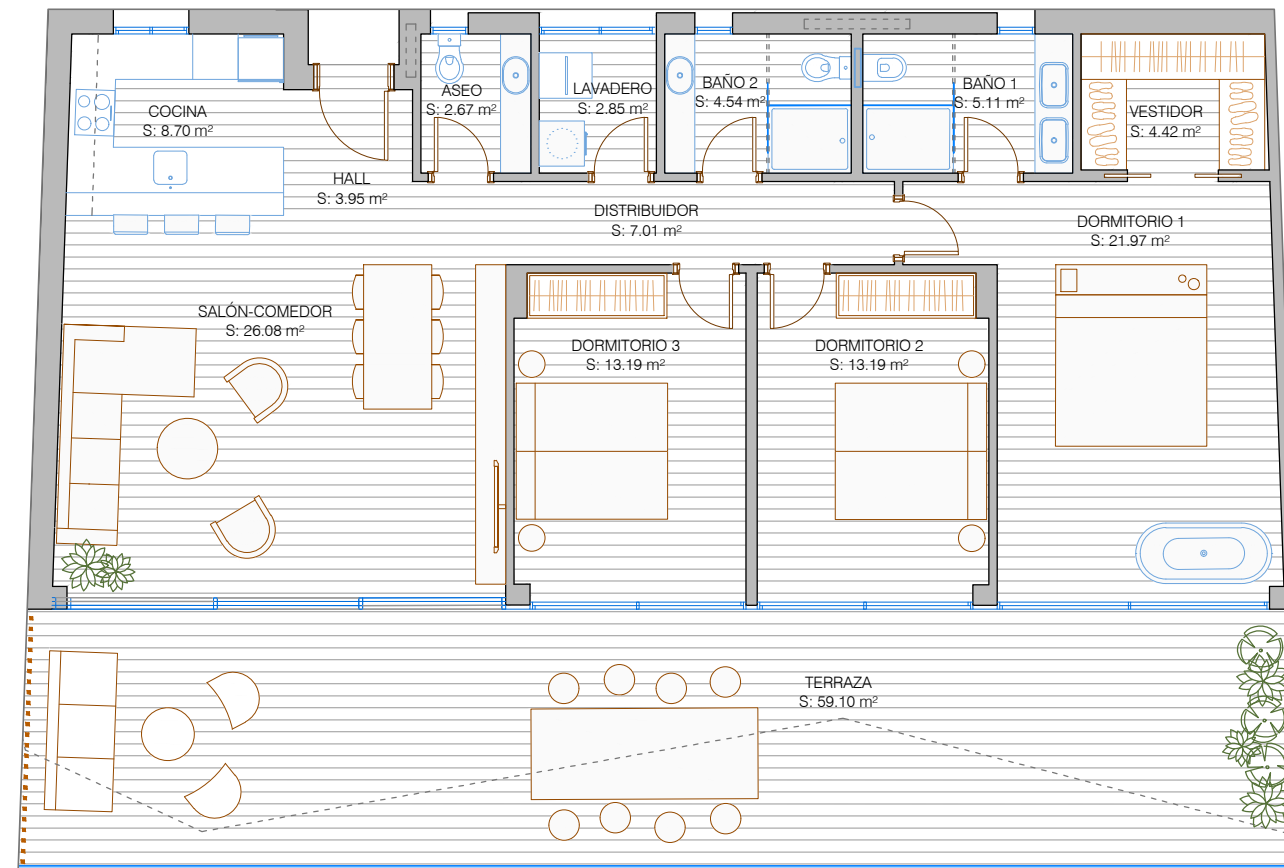 COCINA
S: 8.70 m²
ASEO
S: 2.67 m²
LAVADERO
S: 2.85 m²
BAÑO 2
S: 4.54 m²
BAÑO 1
S: 5.11 m²
VESTIDOR
S: 4.42 m²
HALL
S: 3.95 m²
DISTRIBUIDOR
S: 7.01 m²
DORMITORIO 1
S: 21.97 m²
SALÓN-COMEDOR
S: 26.08 m²
DORMITORIO 3
S: 13.19 m²
DORMITORIO 2
S: 13.19 m²
TERRAZA
S: 59.10 m²